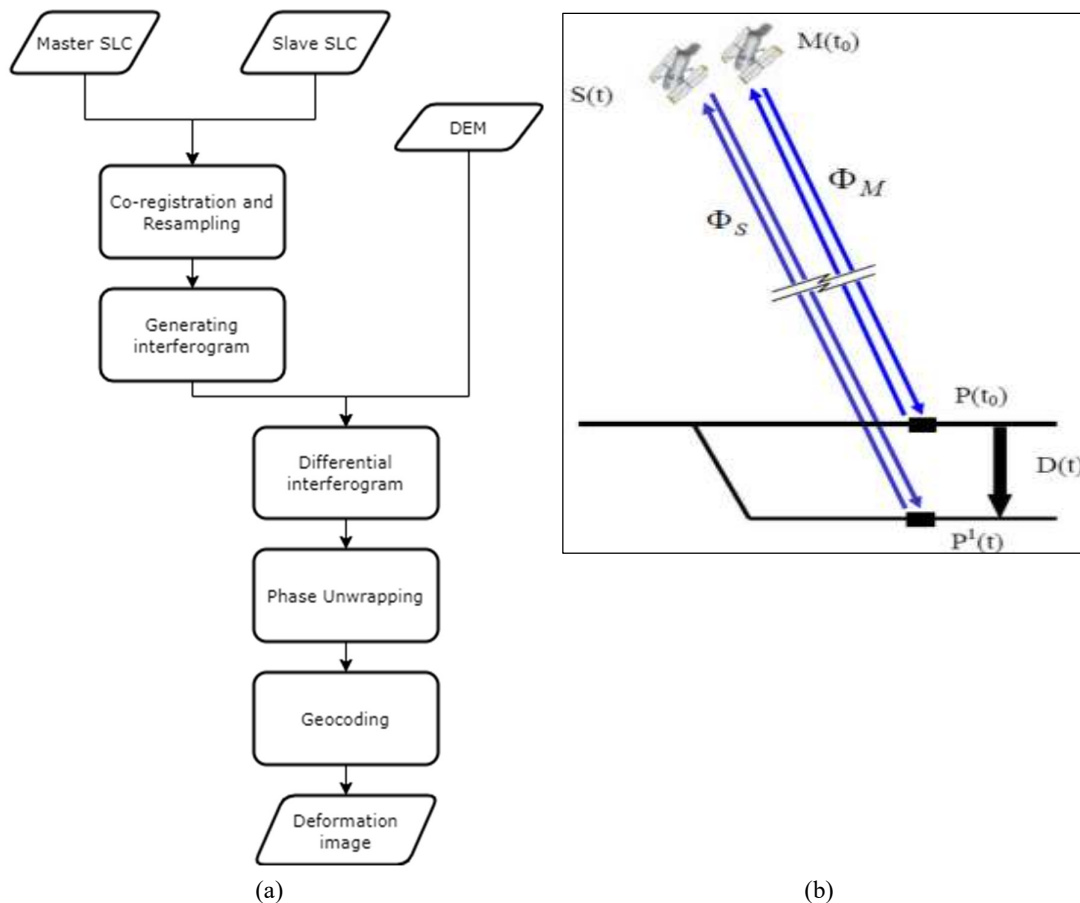 Master SLC
Slave SLC
DEM
Co-registration and
Resampling
Generating
interferogram
Differential
interferogram
Phase Unwrapping
Geocoding
Deformation
image
(a)
M(t₀)
S(t)
Φ_M
Φ_S
P(t₀)
D(t)
P¹(t)
(b)